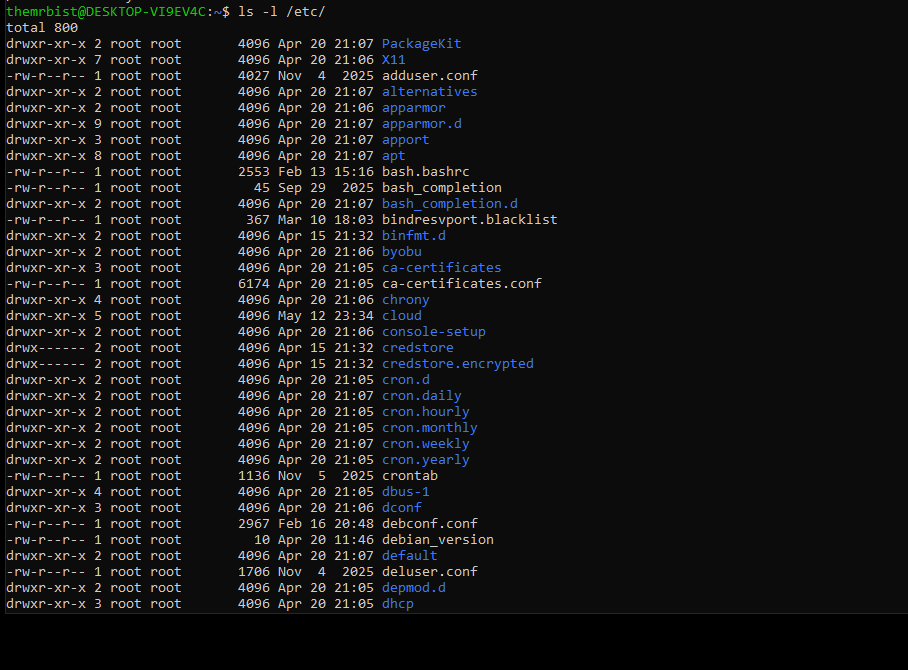 themrbist@DESKTOP-VI9EV4C:~$ ls -l /etc/
total 800
drwxr-xr-x 2 root root       4096 Apr 20 21:07 PackageKit
drwxr-xr-x 7 root root       4096 Apr 20 21:06 X11
-rw-r--r-- 1 root root       4027 Nov  4  2025 adduser.conf
drwxr-xr-x 2 root root       4096 Apr 20 21:07 alternatives
drwxr-xr-x 2 root root       4096 Apr 20 21:06 apparmor
drwxr-xr-x 9 root root       4096 Apr 20 21:07 apparmor.d
drwxr-xr-x 3 root root       4096 Apr 20 21:07 apport
drwxr-xr-x 8 root root       4096 Apr 20 21:07 apt
-rw-r--r-- 1 root root       2553 Feb 13 15:16 bash.bashrc
-rw-r--r-- 1 root root         45 Sep 29  2025 bash_completion
drwxr-xr-x 2 root root       4096 Apr 20 21:07 bash_completion.d
-rw-r--r-- 1 root root        367 Mar 10 18:03 bindresvport.blacklist
drwxr-xr-x 2 root root       4096 Apr 15 21:32 binfmt.d
drwxr-xr-x 2 root root       4096 Apr 20 21:06 byobu
drwxr-xr-x 3 root root       4096 Apr 20 21:05 ca-certificates
-rw-r--r-- 1 root root       6174 Apr 20 21:05 ca-certificates.conf
drwxr-xr-x 4 root root       4096 Apr 20 21:06 chrony
drwxr-xr-x 5 root root       4096 May 12 23:34 cloud
drwxr-xr-x 2 root root       4096 Apr 20 21:06 console-setup
drwx------ 2 root root       4096 Apr 15 21:32 credstore
drwx------ 2 root root       4096 Apr 15 21:32 credstore.encrypted
drwxr-xr-x 2 root root       4096 Apr 20 21:05 cron.d
drwxr-xr-x 2 root root       4096 Apr 20 21:07 cron.daily
drwxr-xr-x 2 root root       4096 Apr 20 21:05 cron.hourly
drwxr-xr-x 2 root root       4096 Apr 20 21:05 cron.monthly
drwxr-xr-x 2 root root       4096 Apr 20 21:07 cron.weekly
drwxr-xr-x 2 root root       4096 Apr 20 21:05 cron.yearly
-rw-r--r-- 1 root root       1136 Nov  5  2025 crontab
drwxr-xr-x 4 root root       4096 Apr 20 21:05 dbus-1
drwxr-xr-x 3 root root       4096 Apr 20 21:06 dconf
-rw-r--r-- 1 root root       2967 Feb 16 20:48 debconf.conf
-rw-r--r-- 1 root root         10 Apr 20 11:46 debian_version
drwxr-xr-x 2 root root       4096 Apr 20 21:07 default
-rw-r--r-- 1 root root       1706 Nov  4  2025 deluser.conf
drwxr-xr-x 2 root root       4096 Apr 20 21:05 depmod.d
drwxr-xr-x 3 root root       4096 Apr 20 21:05 dhcp